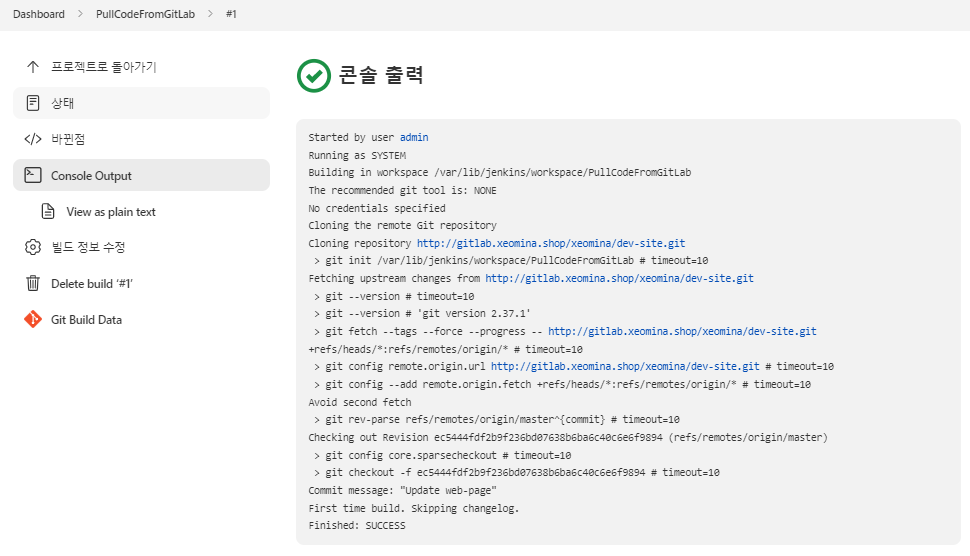 Dashboard > PullCodeFromGitLab > #1
프로젝트로 돌아가기
상태
바뀐점
Console Output
View as plain text
빌드 정보 수정
Delete build ‘#1’
Git Build Data
콘솔 출력
Started by user admin
Running as SYSTEM
Building in workspace /var/lib/jenkins/workspace/PullCodeFromGitLab
The recommended git tool is: NONE
No credentials specified
Cloning the remote Git repository
Cloning repository http://gitlab.xeomina.shop/xeomina/dev-site.git
 > git init /var/lib/jenkins/workspace/PullCodeFromGitLab # timeout=10
Fetching upstream changes from http://gitlab.xeomina.shop/xeomina/dev-site.git
 > git --version # timeout=10
 > git --version # 'git version 2.37.1'
 > git fetch --tags --force --progress -- http://gitlab.xeomina.shop/xeomina/dev-site.git
+refs/heads/*:refs/remotes/origin/* # timeout=10
 > git config remote.origin.url http://gitlab.xeomina.shop/xeomina/dev-site.git # timeout=10
 > git config --add remote.origin.fetch +refs/heads/*:refs/remotes/origin/* # timeout=10
Avoid second fetch
 > git rev-parse refs/remotes/origin/master^{commit} # timeout=10
Checking out Revision ec5444fdf2b9f236bd07638b6ba6c40c6e6f9894 (refs/remotes/origin/master)
 > git config core.sparsecheckout # timeout=10
 > git checkout -f ec5444fdf2b9f236bd07638b6ba6c40c6e6f9894 # timeout=10
Commit message: "Update web-page"
First time build. Skipping changelog.
Finished: SUCCESS